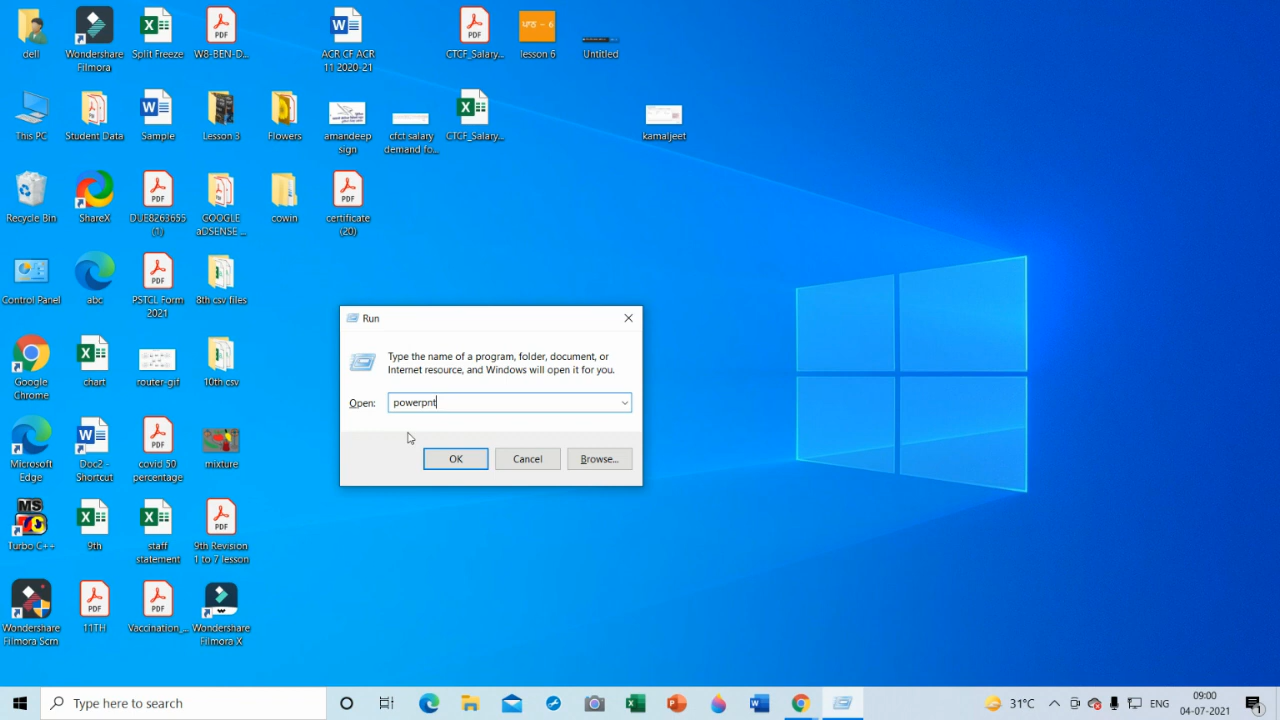 dell
Wondershare
Filmora
Split Freeze
W8-BEN-D...
ACR CF ACR
11 2020-21
CTCF_Salary...
ਪਾਠ - 6
lesson 6
Untitled
This PC
Student Data
Sample
Lesson 3
Flowers
amandeep
sign
cfct salary
demand fo...
CTCF_Salary...
kamaljeet
Recycle Bin
ShareX
DUE8263655
(1)
GOOGLE
aDSENSE ...
cowin
certificate
(20)
Control Panel
abc
PSTCL Form
2021
8th csv files
Google
Chrome
chart
router-gif
10th csv
Microsoft
Edge
Doc2 -
Shortcut
covid 50
percentage
mixture
MS
Turbo C++
9th
staff
statement
9th Revision
1 to 7 lesson
Wondershare
Filmora Scrn
11TH
Vaccination_...
Wondershare
Filmora X
Run
Type the name of a program, folder, document, or
Internet resource, and Windows will open it for you.
Open:
powerpnt
OK
Cancel
Browse...
Type here to search
31°C
ENG
09:00
04-07-2021
1